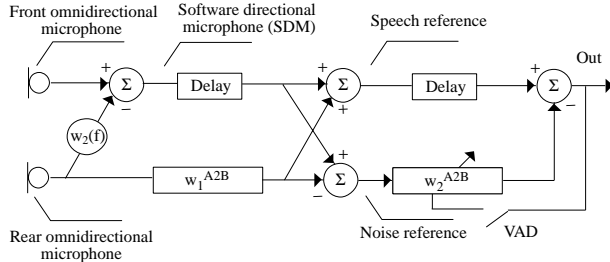 Front omnidirectional
microphone
Software directional
microphone (SDM)
Speech reference
Out
+
Σ
−
Delay
+
Σ
+
Delay
+
Σ
−
w₂(f)
w₁ᴬ²ᴮ
+
−
Σ
w₂ᴬ²ᴮ
Rear omnidirectional
microphone
Noise reference
VAD